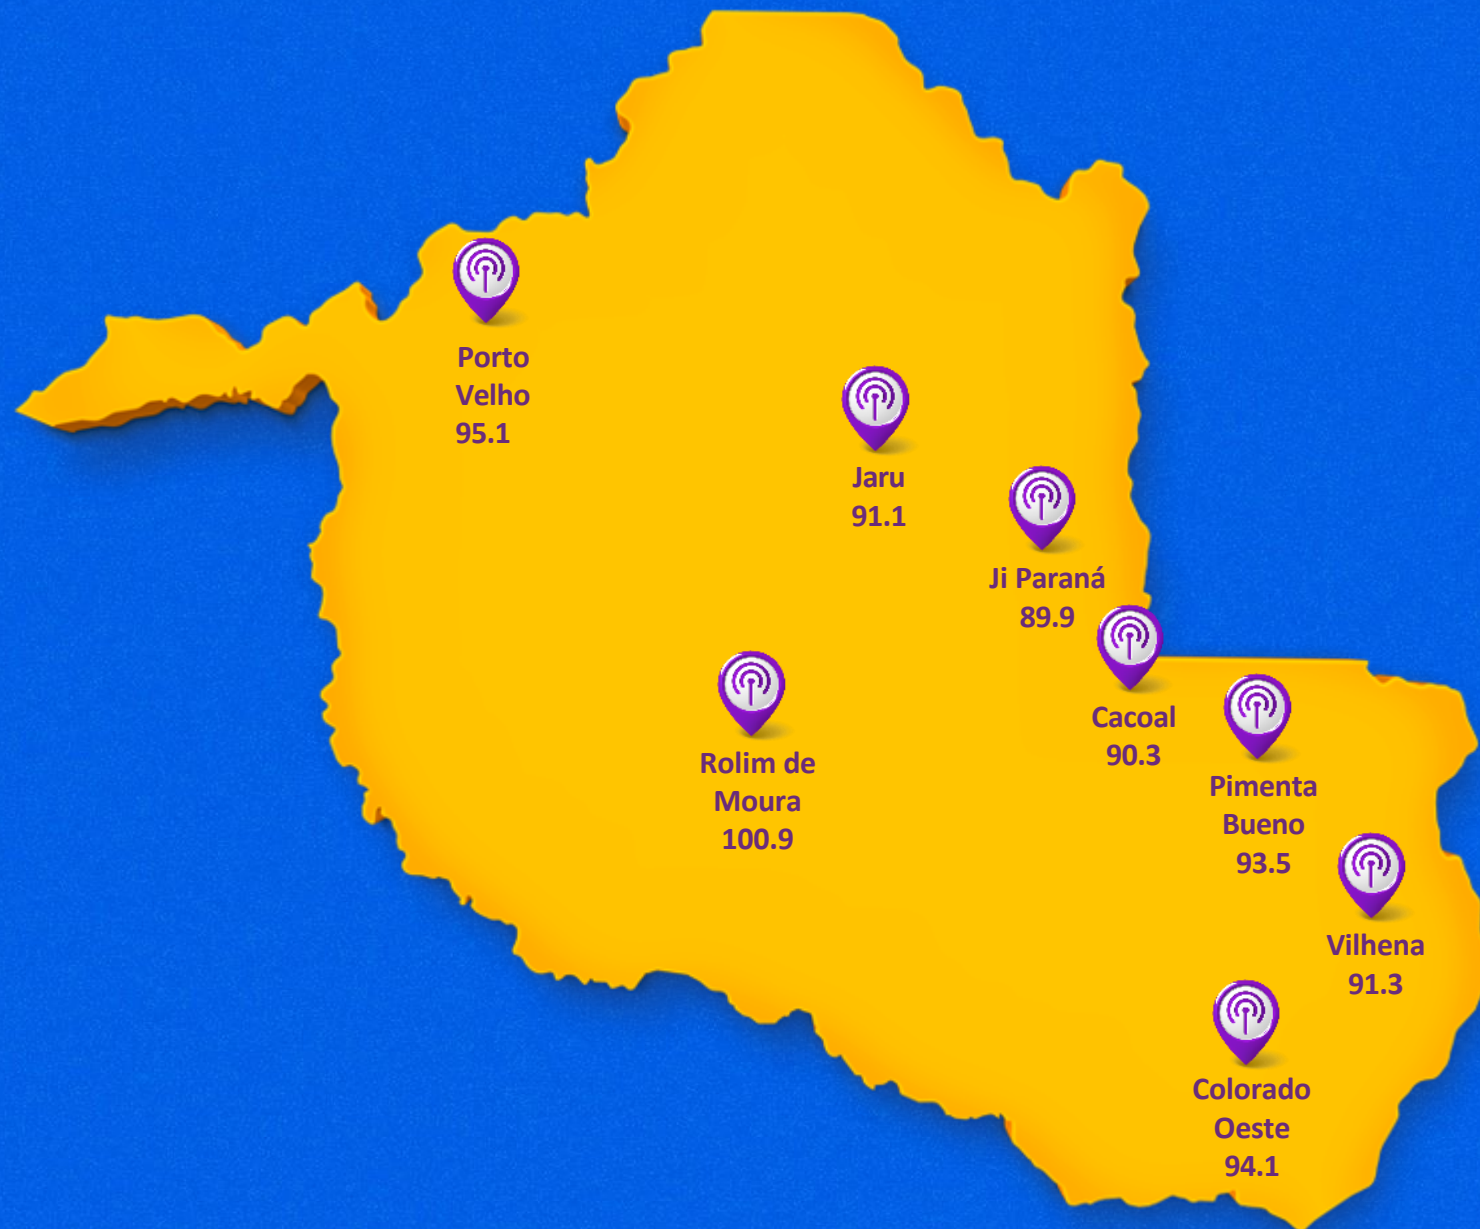 Porto
Velho
95.1
Jaru
91.1
Ji Paraná
89.9
Rolim de
Moura
100.9
Cacoal
90.3
Pimenta
Bueno
93.5
Vilhena
91.3
Colorado
Oeste
94.1